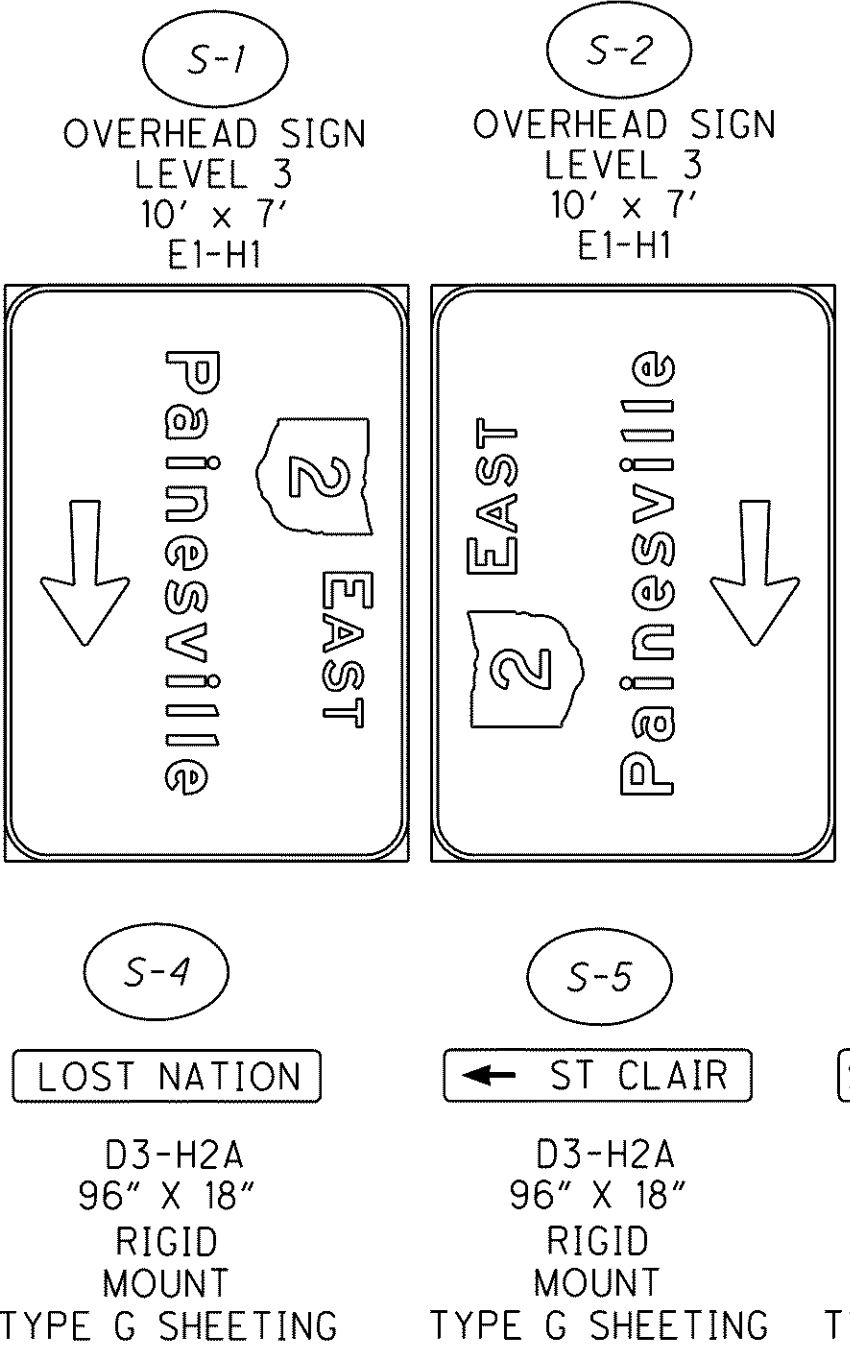 S-1
OVERHEAD SIGN
LEVEL 3
10' x 7'
E1-H1
2 EAST
Painesville
S-2
OVERHEAD SIGN
LEVEL 3
10' x 7'
E1-H1
2 EAST
Painesville
S-4
LOST NATION
D3-H2A
96" X 18"
RIGID
MOUNT
TYPE G SHEETING
S-5
← ST CLAIR
D3-H2A
96" X 18"
RIGID
MOUNT
TYPE G SHEETING